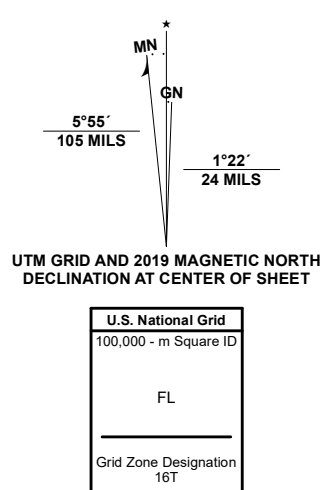 MN
GN
5°55´
105 MILS
1°22´
24 MILS
UTM GRID AND 2019 MAGNETIC NORTH
DECLINATION AT CENTER OF SHEET
U.S. National Grid
100,000 - m Square ID
FL
Grid Zone Designation
16T